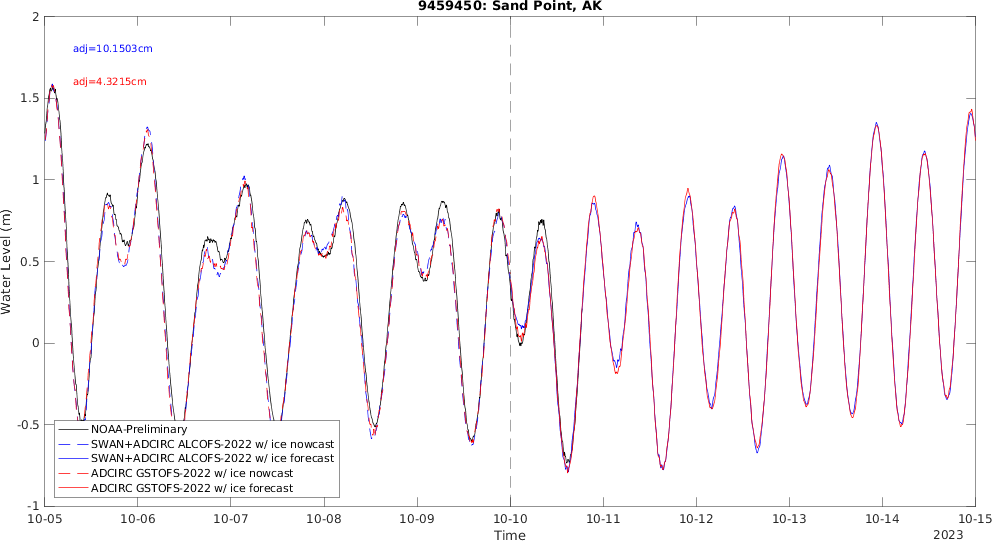 9459450: Sand Point, AK
2
adj=10.1503cm
adj=4.3215cm
1.5
1
0.5
0
-0.5
-1
Water Level (m)
NOAA-Preliminary
SWAN+ADCIRC ALCOFS-2022 w/ ice nowcast
SWAN+ADCIRC ALCOFS-2022 w/ ice forecast
ADCIRC GSTOFS-2022 w/ ice nowcast
ADCIRC GSTOFS-2022 w/ ice forecast
10-05 10-06 10-07 10-08 10-09 10-10 10-11 10-12 10-13 10-14 10-15
Time
2023